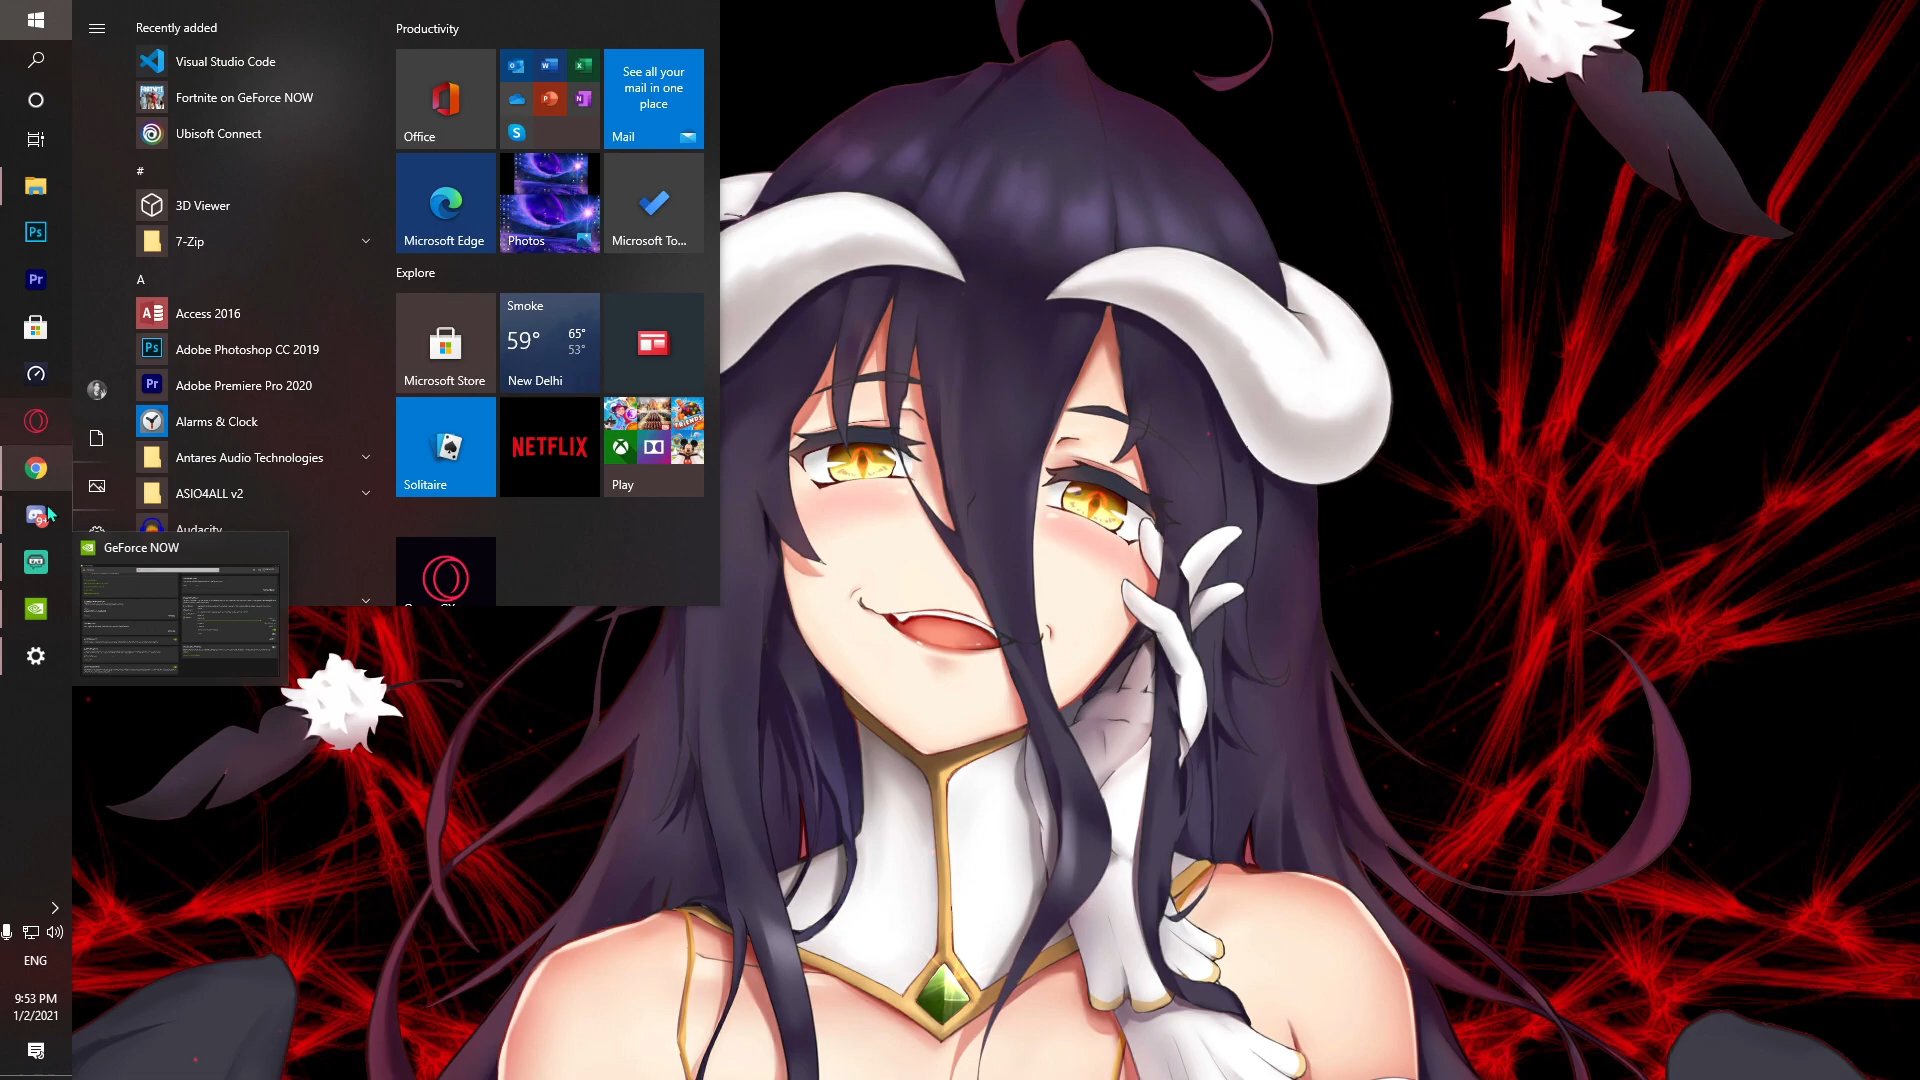 Recently added
Visual Studio Code
Fortnite on GeForce NOW
Ubisoft Connect
#
3D Viewer
7-Zip
A
Access 2016
Adobe Photoshop CC 2019
Adobe Premiere Pro 2020
Alarms & Clock
Antares Audio Technologies
ASIO4ALL v2
Audacity
GeForce NOW
Productivity
Office
See all your
mail in one
place
Mail
Microsoft Edge
Photos
Microsoft To...
Explore
Microsoft Store
Smoke
59°
65°
53°
New Delhi
Solitaire
NETFLIX
Play
Ps
Pr
ENG
9:53 PM
1/2/2021